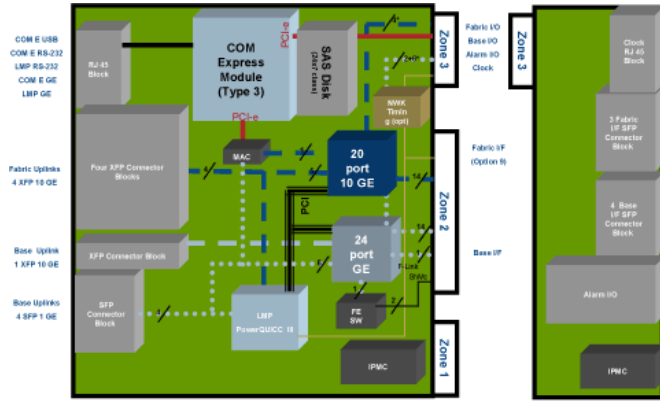 COM E USB
COM E RS-232
LMP RS-232
COM E GE
LMP GE
Fabric Uplinks
4 XFP 10 GE
Base Uplink
1 XFP 10 GE
Base Uplinks
4 SFP 1 GE
RJ 45
Block
COM
Express
Module
(Type 3)
PCI-e
SAS Disk
PCI-e
MAC
Four XFP Connector
Blocks
XFP Connector Block
SFP
Connector
Block
NWK
Timin
g (opt)
20
port
10 GE
PCI
24
port
GE
F-Link
ShMc
LMP
PowerQUICC III
FE
SW
IPMC
4
4
14
2
Zone 3
Zone 2
Zone 1
Fabric I/O
Base I/O
Alarm I/O
Clock
Fabric I/F
(Option 9)
Base I/F
Zone 3
Clock
RJ 45
Block
3 Fabric
I/F SFP
Connector
Block
4 Base
I/F SFP
Connector
Block
Alarm I/O
IPMC